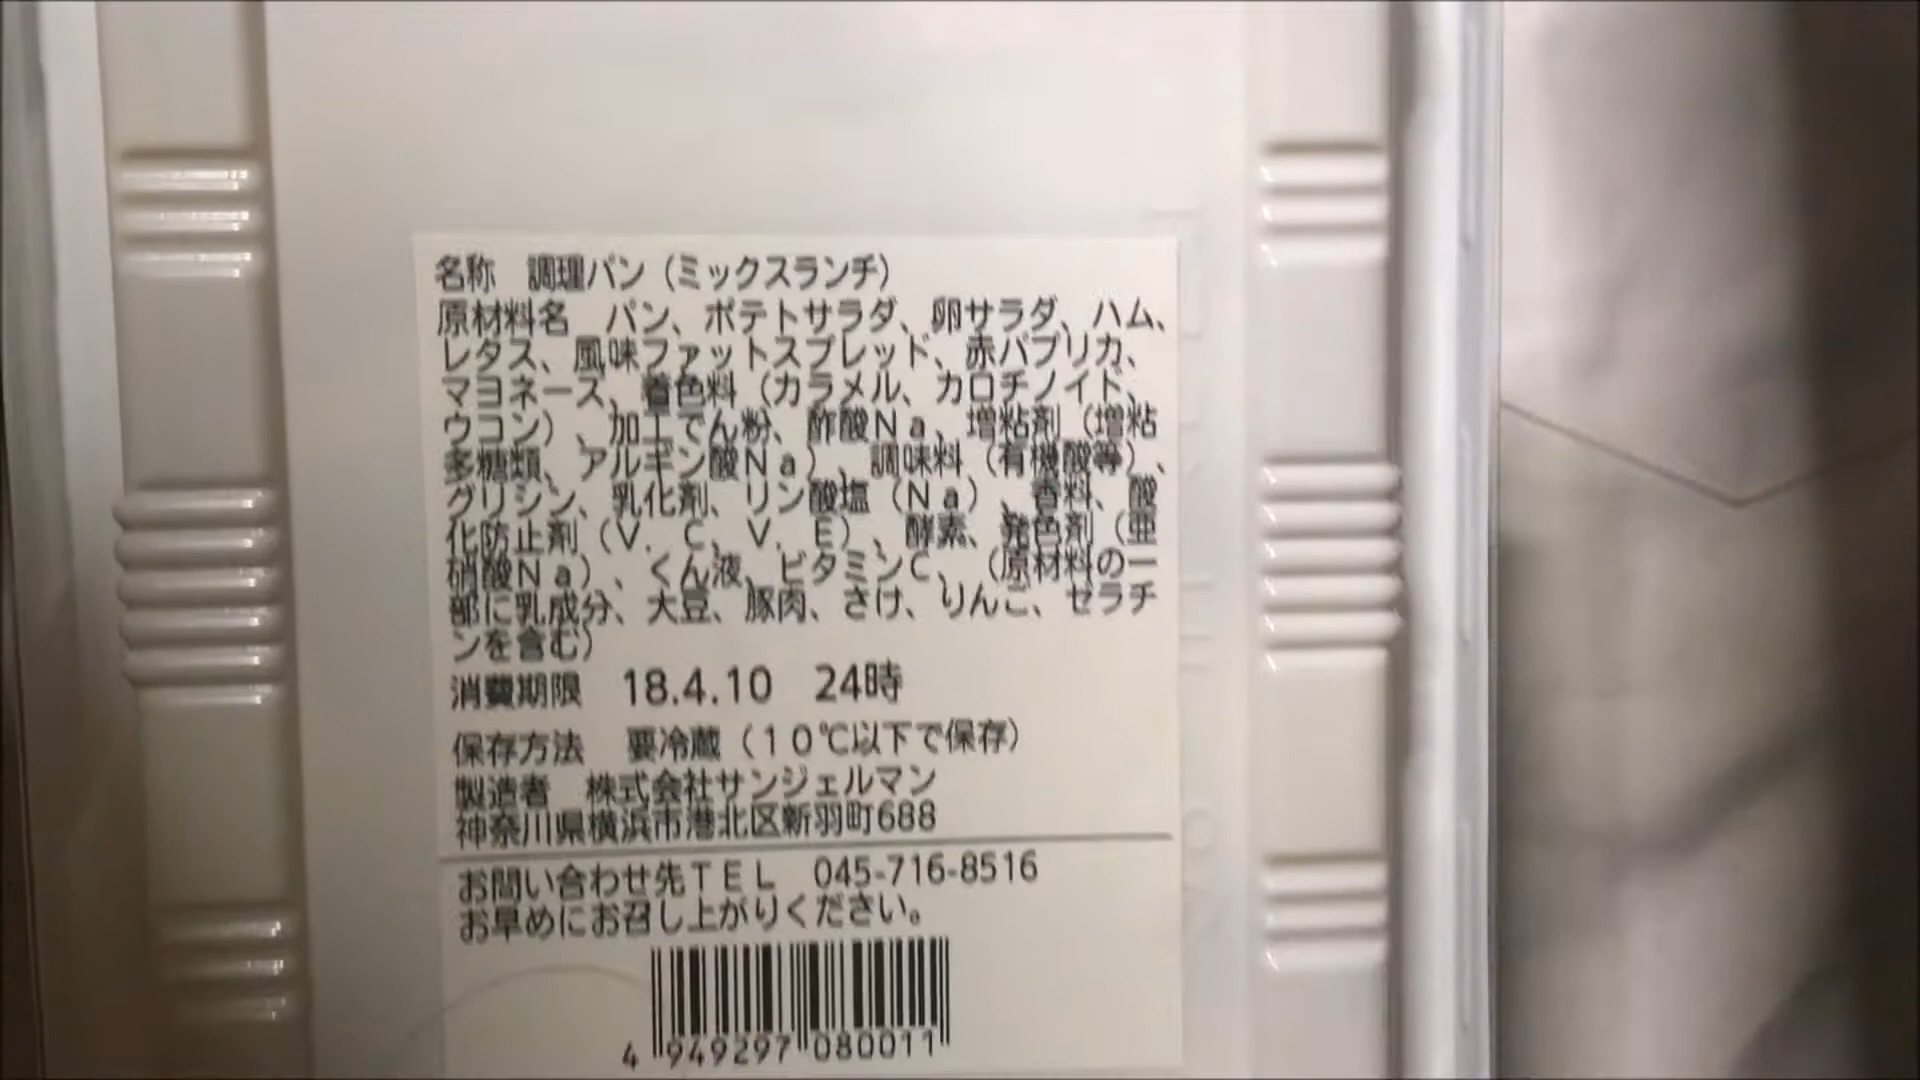 名称　調理パン（ミックスランチ）
原材料名　パン、ポテトサラダ、卵サラダ、ハム、
レタス、風味ファットスプレッド、赤パプリカ、
マヨネーズ、着色料（カラメル、カロチノイド、
ウコン）、加工でん粉、酢酸Ｎａ、増粘剤（増粘
多糖類、アルギン酸Ｎａ）、調味料（有機酸等）、
グリシン、乳化剤、リン酸塩（Ｎａ）、香料、酸
化防止剤（Ｖ．Ｃ、Ｖ．Ｅ）、酵素、発色剤（亜
硝酸Ｎａ）、くん液、ビタミンＣ、（原材料の一
部に乳成分、大豆、豚肉、さけ、りんご、ゼラチ
ンを含む）
消費期限　18.4.10　24時
保存方法　要冷蔵（１０℃以下で保存）
製造者　株式会社サンジェルマン
神奈川県横浜市港北区新羽町688
お問い合わせ先ＴＥＬ　045-716-8516
お早めにお召し上がりください。
4 949297 080011